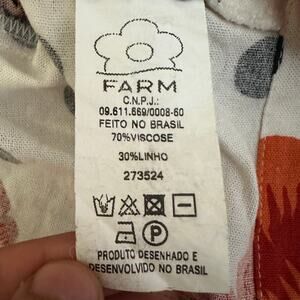 FARM
C.N.P.J.:
09.611.669/0008-60
FEITO NO BRASIL
70%VISCOSE
30%LINHO
273524
P
PRODUTO DESENHADO E
DESENVOLVIDO NO BRASIL